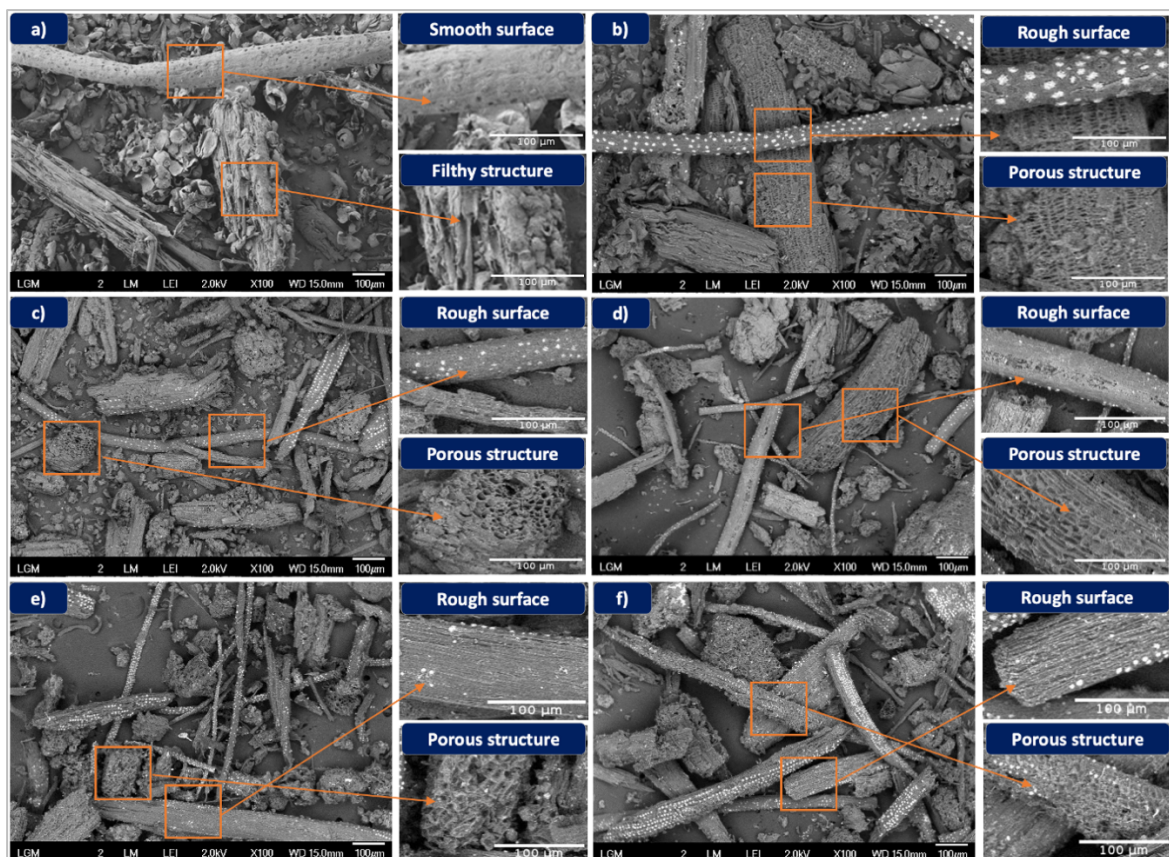 a)
Smooth surface
100 µm
Filthy structure
100 µm
LGM 2 LM LEI 2.0kV X100 WD 15.0mm 100µm
b)
Rough surface
100 µm
Porous structure
100 µm
LGM 2 LM LEI 2.0kV X100 WD 15.0mm 100µm
c)
Rough surface
100 µm
Porous structure
100 µm
LGM 2 LM LEI 2.0kV X100 WD 15.0mm 100µm
d)
Rough surface
100 µm
Porous structure
100 µm
LGM 2 LM LEI 2.0kV X100 WD 15.0mm 100µm
e)
Rough surface
100 µm
Porous structure
100 µm
LGM 2 LM LEI 2.0kV X100 WD 15.0mm 100µm
f)
Rough surface
100 µm
Porous structure
100 µm
LGM 2 LM LEI 2.0kV X100 WD 15.0mm 100µm